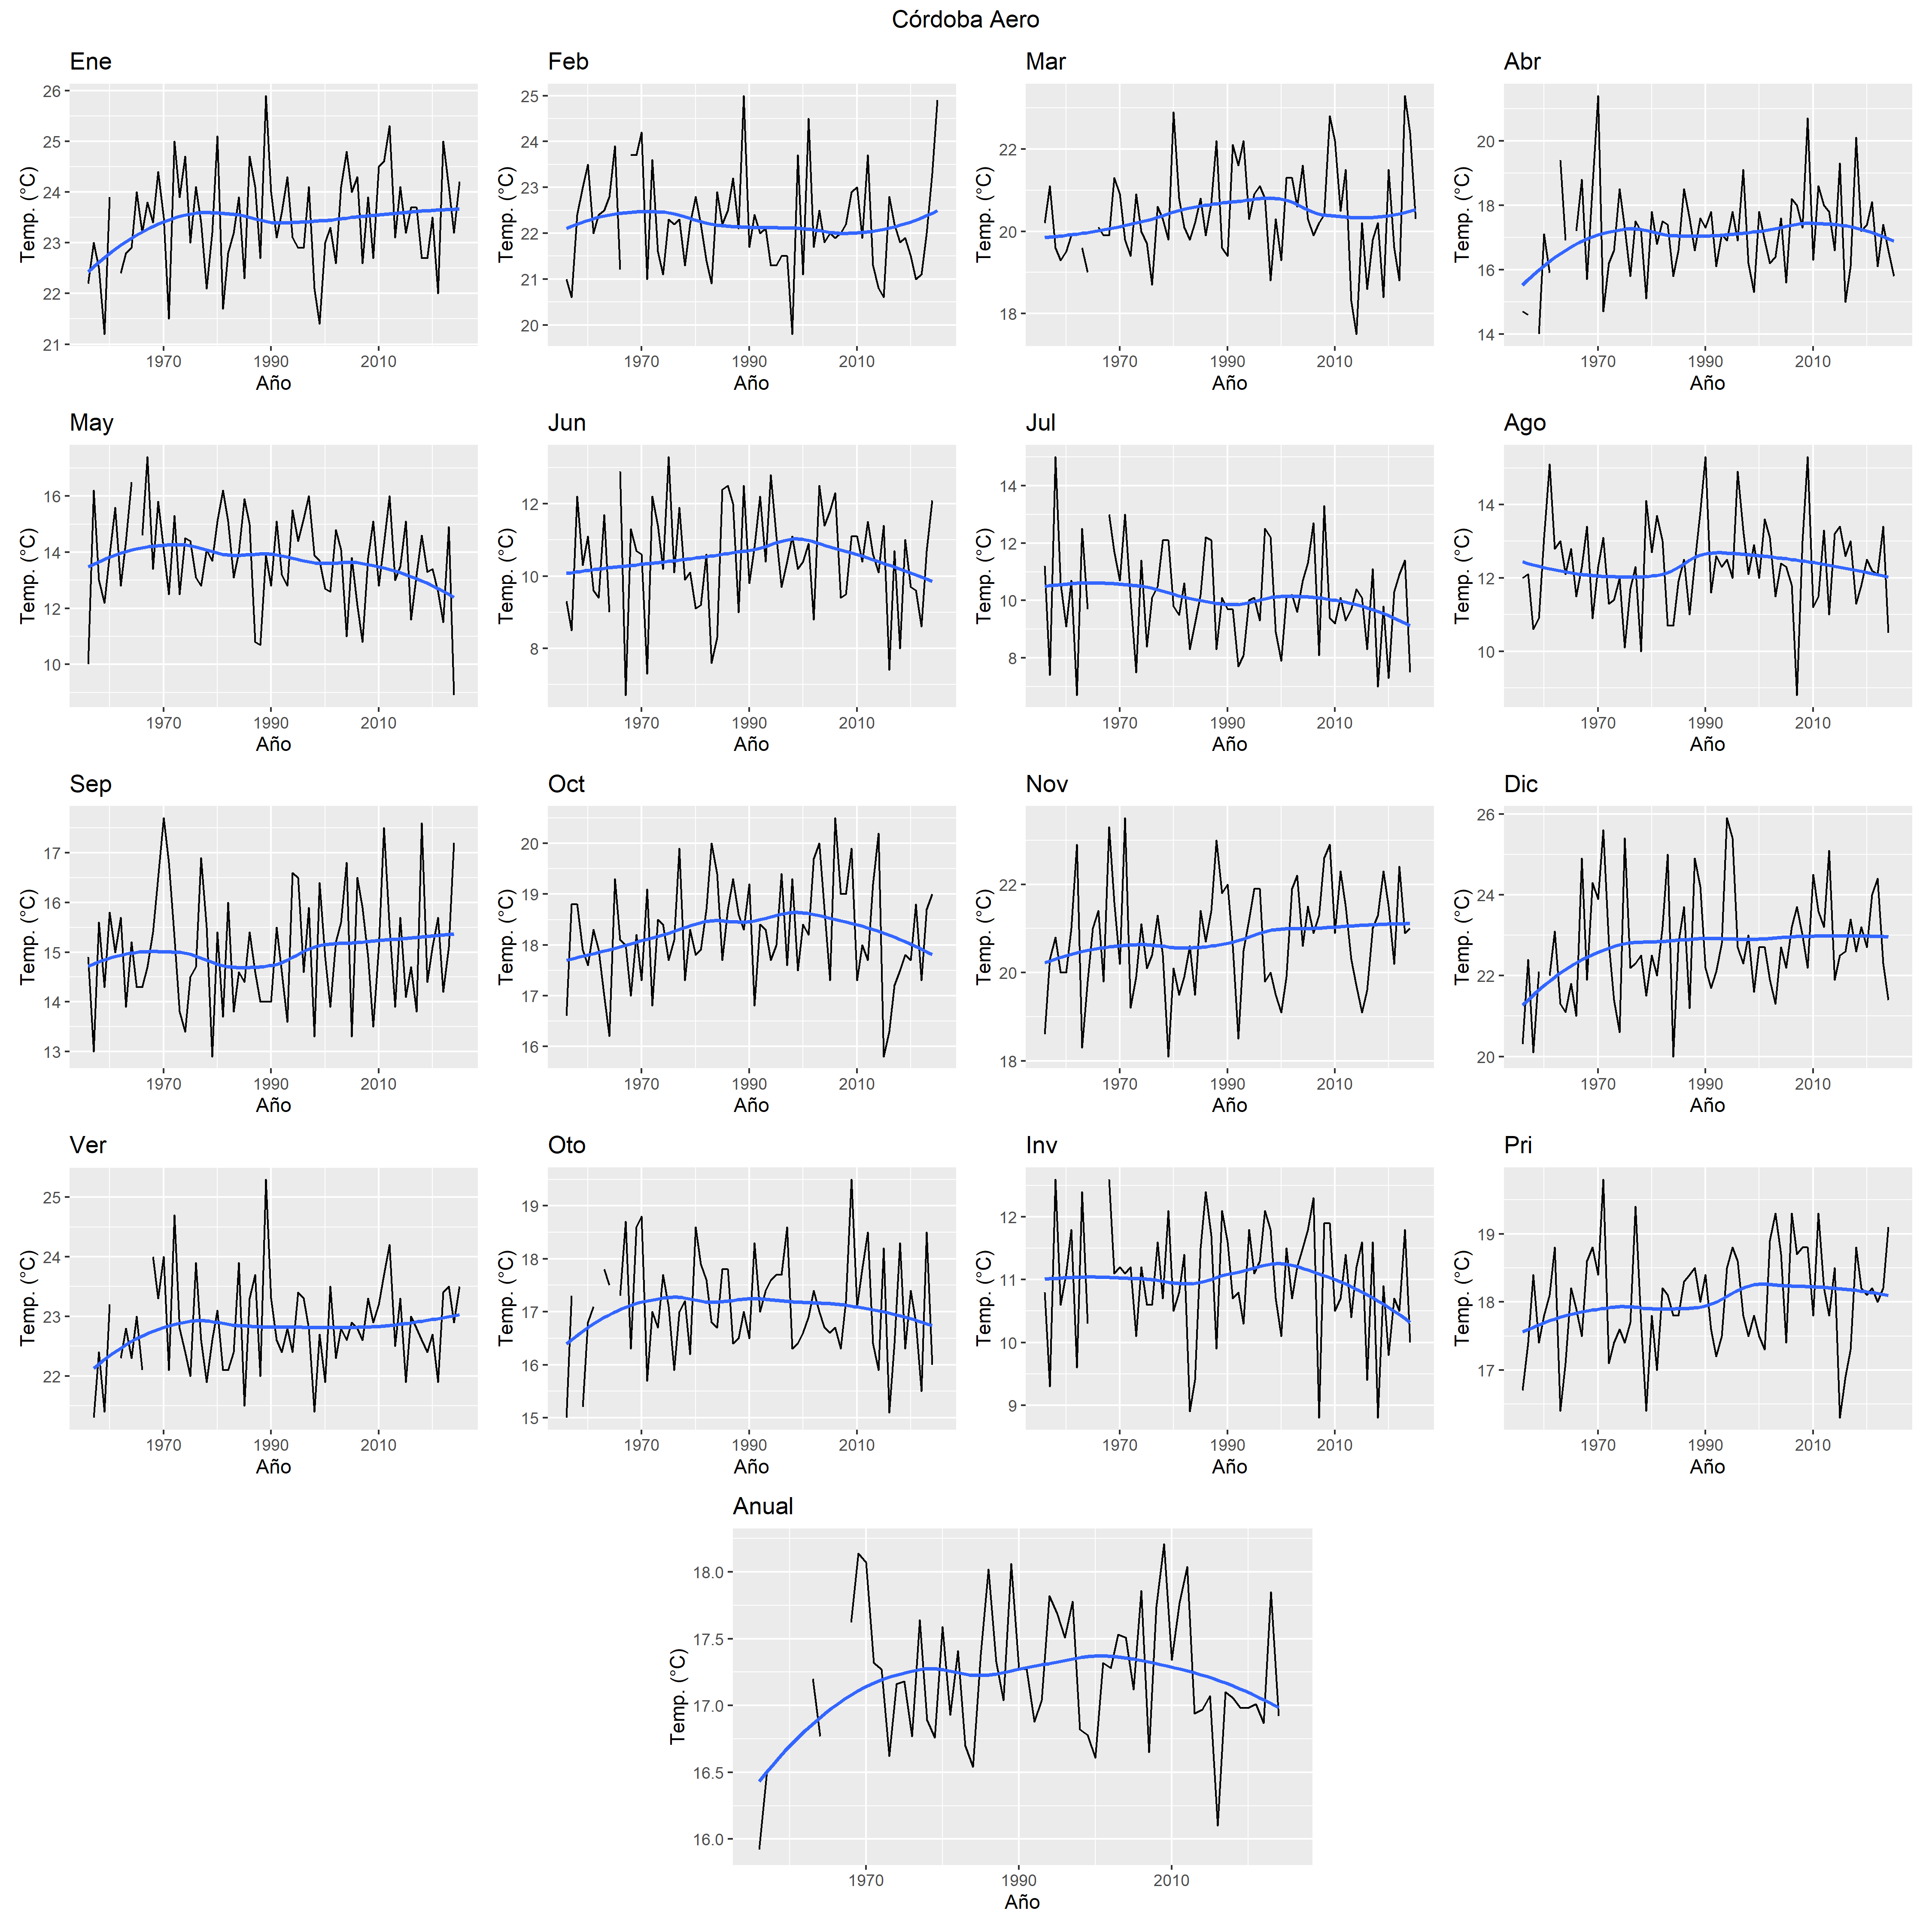 Córdoba Aero
Ene Feb Mar Abr
Temp. (°C) 26 25 24 23 22 21
Temp. (°C) 25 24 23 22 21 20
Temp. (°C) 22 20 18
Temp. (°C) 20 18 16 14
1970 1990 2010 1970 1990 2010 1970 1990 2010 1970 1990 2010
Año Año Año Año
May Jun Jul Ago
Temp. (°C) 16 14 12 10
Temp. (°C) 12 10 8
Temp. (°C) 14 12 10 8
Temp. (°C) 14 12 10
1970 1990 2010 1970 1990 2010 1970 1990 2010 1970 1990 2010
Año Año Año Año
Sep Oct Nov Dic
Temp. (°C) 17 16 15 14 13
Temp. (°C) 20 19 18 17 16
Temp. (°C) 22 20 18
Temp. (°C) 26 24 22 20
1970 1990 2010 1970 1990 2010 1970 1990 2010 1970 1990 2010
Año Año Año Año
Ver Oto Inv Pri
Temp. (°C) 25 24 23 22
Temp. (°C) 19 18 17 16 15
Temp. (°C) 12 11 10 9
Temp. (°C) 19 18 17
1970 1990 2010 1970 1990 2010 1970 1990 2010 1970 1990 2010
Año Año Año Año
Anual
Temp. (°C) 18.0 17.5 17.0 16.5 16.0
1970 1990 2010
Año